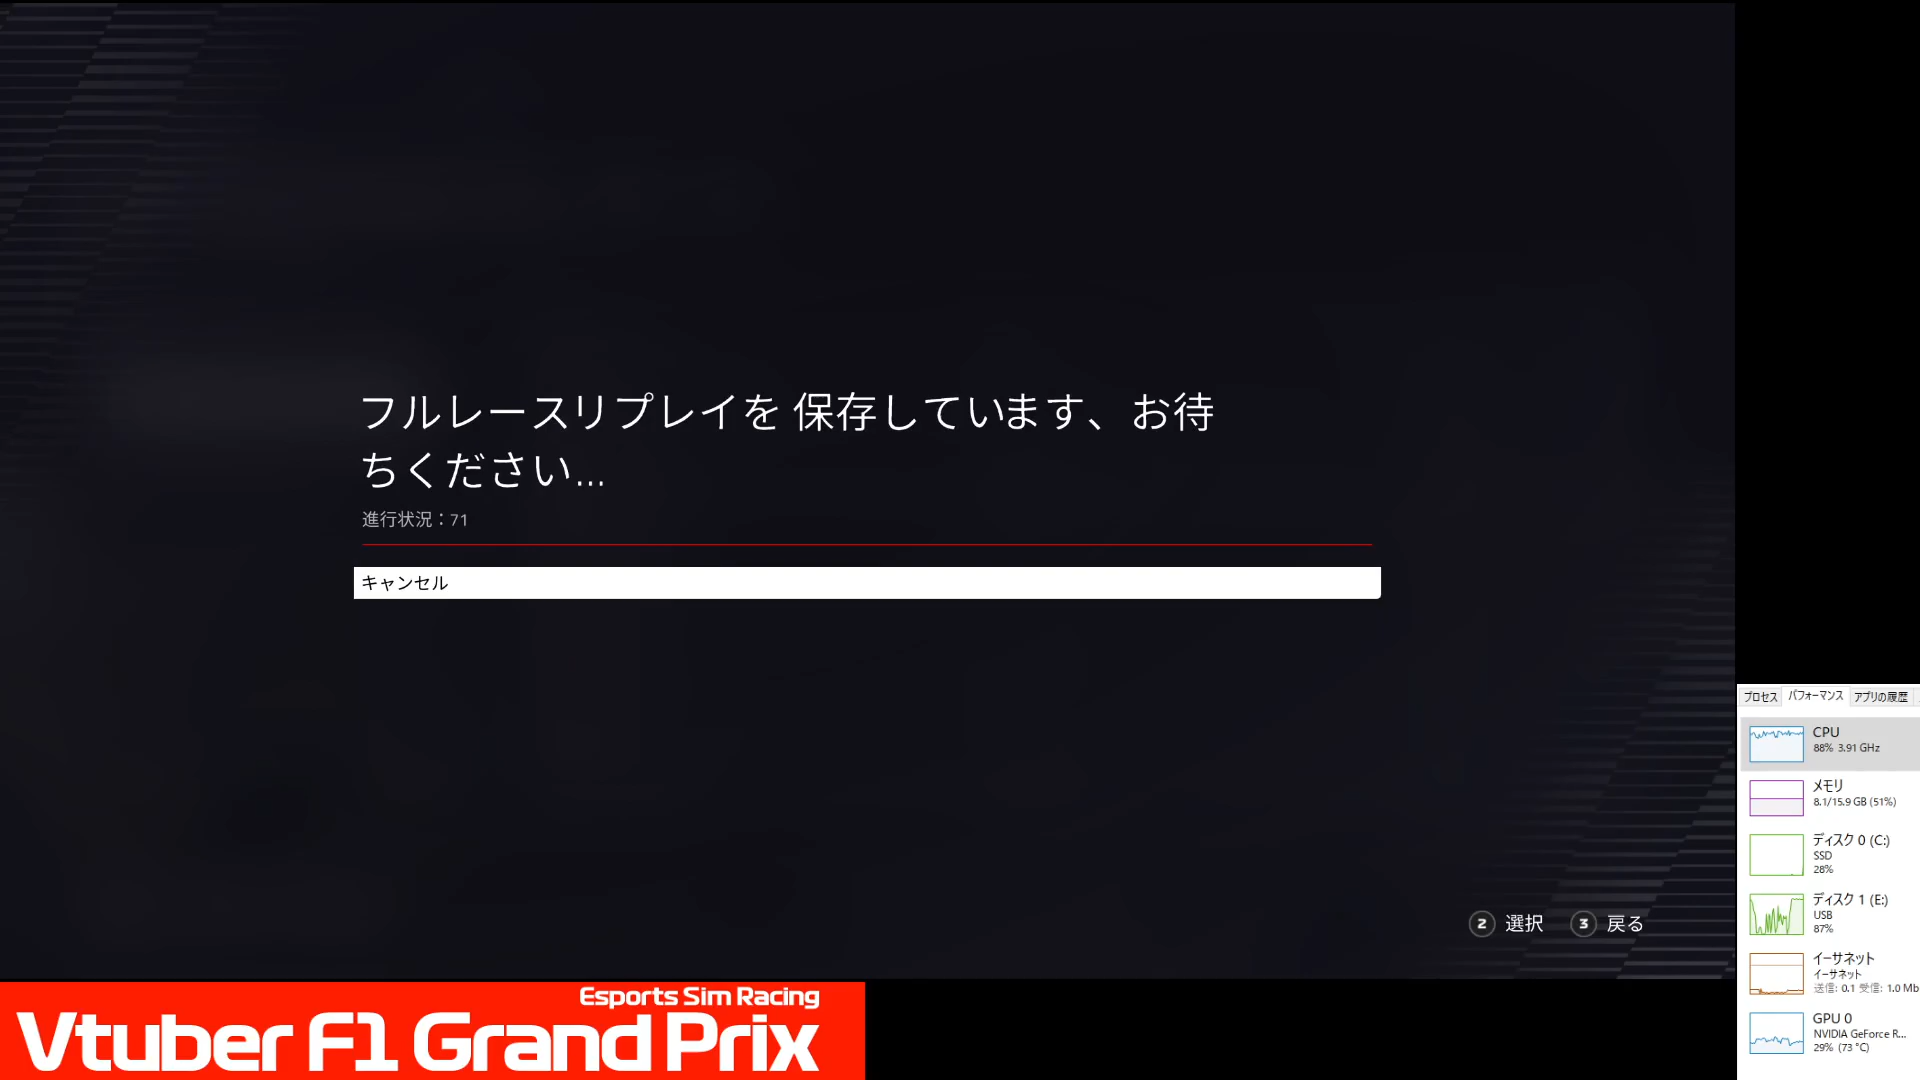 フルレースリプレイを 保存しています、お待
ちください...
進行状況：71
キャンセル
2 選択 3 戻る
Esports Sim Racing
Vtuber F1 Grand Prix
プロセス パフォーマンス アプリの履歴
CPU
88% 3.91 GHz
メモリ
8.1/15.9 GB (51%)
ディスク 0 (C:)
SSD
28%
ディスク 1 (E:)
USB
87%
イーサネット
イーサネット
送信: 0.1 受信: 1.0 Mb
GPU 0
NVIDIA GeForce R...
29% (73 °C)